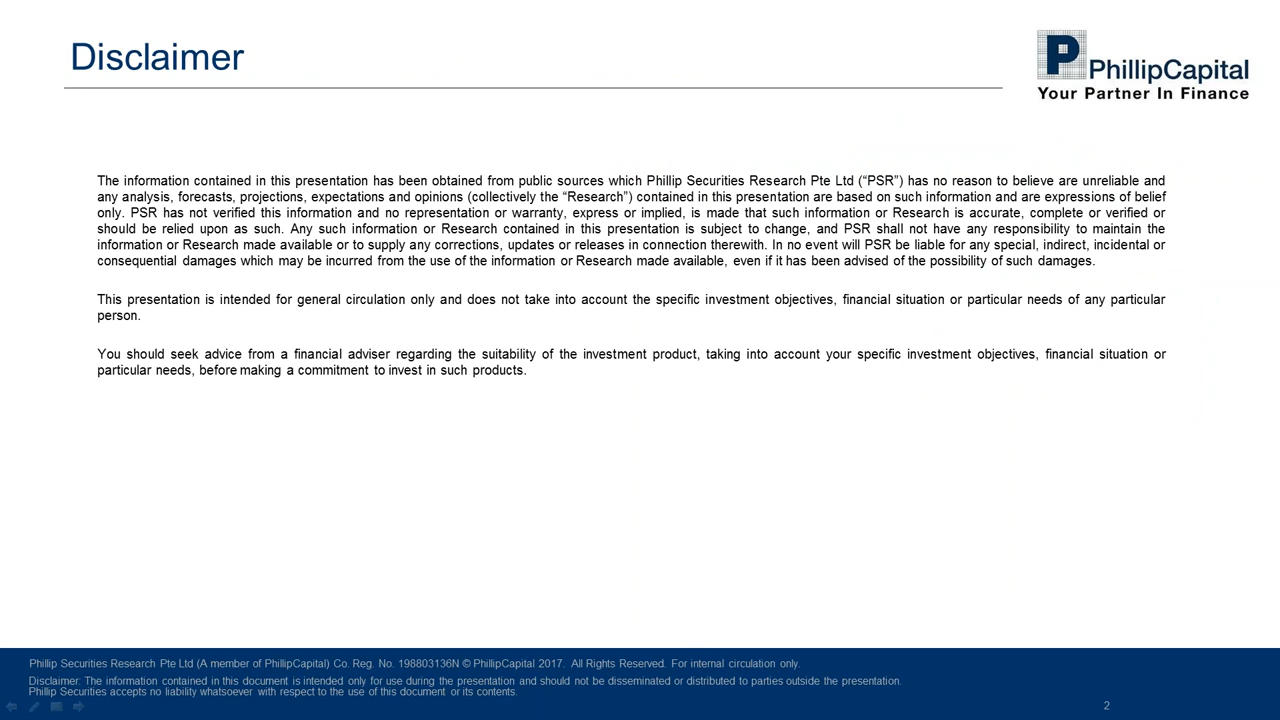 Disclaimer
P
PhillipCapital
Your Partner In Finance
The information contained in this presentation has been obtained from public sources which Phillip Securities Research Pte Ltd (“PSR”) has no reason to believe are unreliable and
any analysis, forecasts, projections, expectations and opinions (collectively the “Research”) contained in this presentation are based on such information and are expressions of belief
only. PSR has not verified this information and no representation or warranty, express or implied, is made that such information or Research is accurate, complete or verified or
should be relied upon as such. Any such information or Research contained in this presentation is subject to change, and PSR shall not have any responsibility to maintain the
information or Research made available or to supply any corrections, updates or releases in connection therewith. In no event will PSR be liable for any special, indirect, incidental or
consequential damages which may be incurred from the use of the information or Research made available, even if it has been advised of the possibility of such damages.
This presentation is intended for general circulation only and does not take into account the specific investment objectives, financial situation or particular needs of any particular
person.
You should seek advice from a financial adviser regarding the suitability of the investment product, taking into account your specific investment objectives, financial situation or
particular needs, before making a commitment to invest in such products.
Phillip Securities Research Pte Ltd (A member of PhillipCapital) Co. Reg. No. 198803136N © PhillipCapital 2017. All Rights Reserved. For internal circulation only.
Disclaimer: The information contained in this document is intended only for use during the presentation and should not be disseminated or distributed to parties outside the presentation.
Phillip Securities accepts no liability whatsoever with respect to the use of this document or its contents.
2